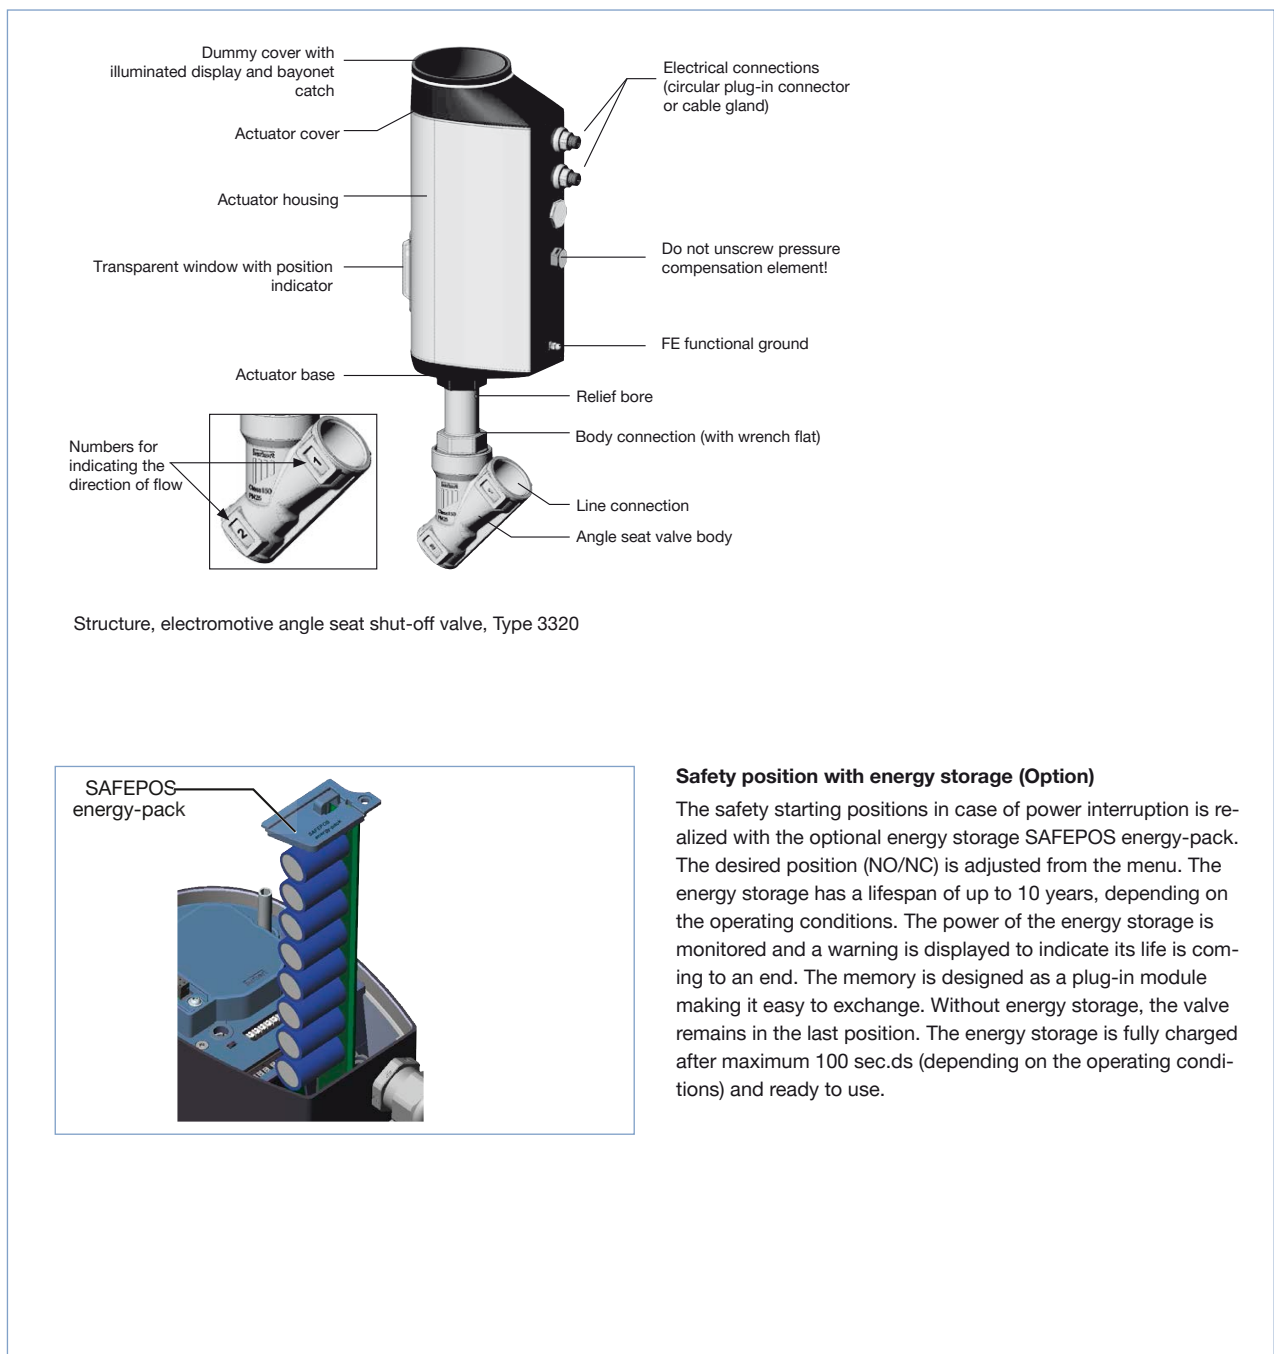 Dummy cover with
illuminated display and bayonet
catch
Actuator cover
Actuator housing
Transparent window with position
indicator
Actuator base
Numbers for
indicating the
direction of flow
Electrical connections
(circular plug-in connector
or cable gland)
Do not unscrew pressure
compensation element!
FE functional ground
Relief bore
Body connection (with wrench flat)
Line connection
Angle seat valve body
1
2
Structure, electromotive angle seat shut-off valve, Type 3320
SAFEPOS
energy-pack
SAFEPOS
energy-pack
Safety position with energy storage (Option)
The safety starting positions in case of power interruption is re-
alized with the optional energy storage SAFEPOS energy-pack.
The desired position (NO/NC) is adjusted from the menu. The
energy storage has a lifespan of up to 10 years, depending on
the operating conditions. The power of the energy storage is
monitored and a warning is displayed to indicate its life is com-
ing to an end. The memory is designed as a plug-in module
making it easy to exchange. Without energy storage, the valve
remains in the last position. The energy storage is fully charged
after maximum 100 sec.ds (depending on the operating condi-
tions) and ready to use.